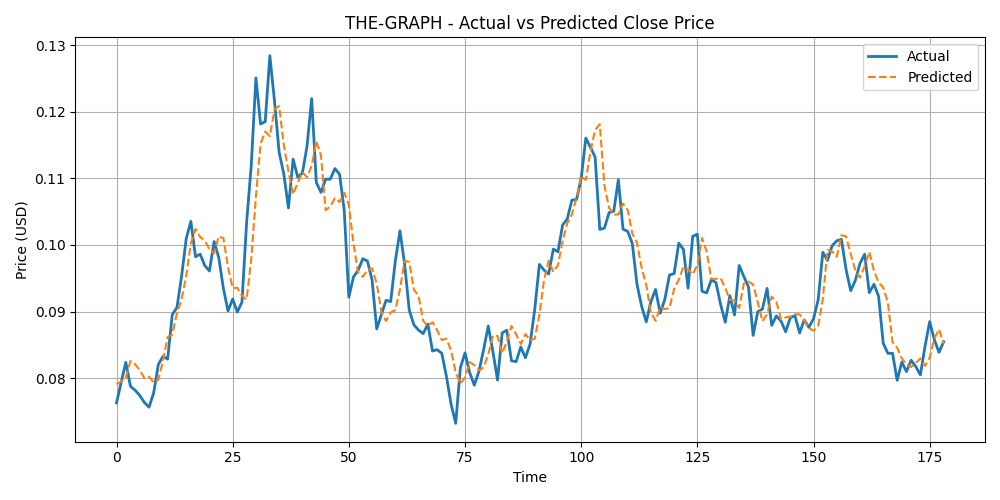 THE-GRAPH - Actual vs Predicted Close Price
Actual
Predicted
Price (USD)
0.13
0.12
0.11
0.10
0.09
0.08
0 25 50 75 100 125 150 175
Time